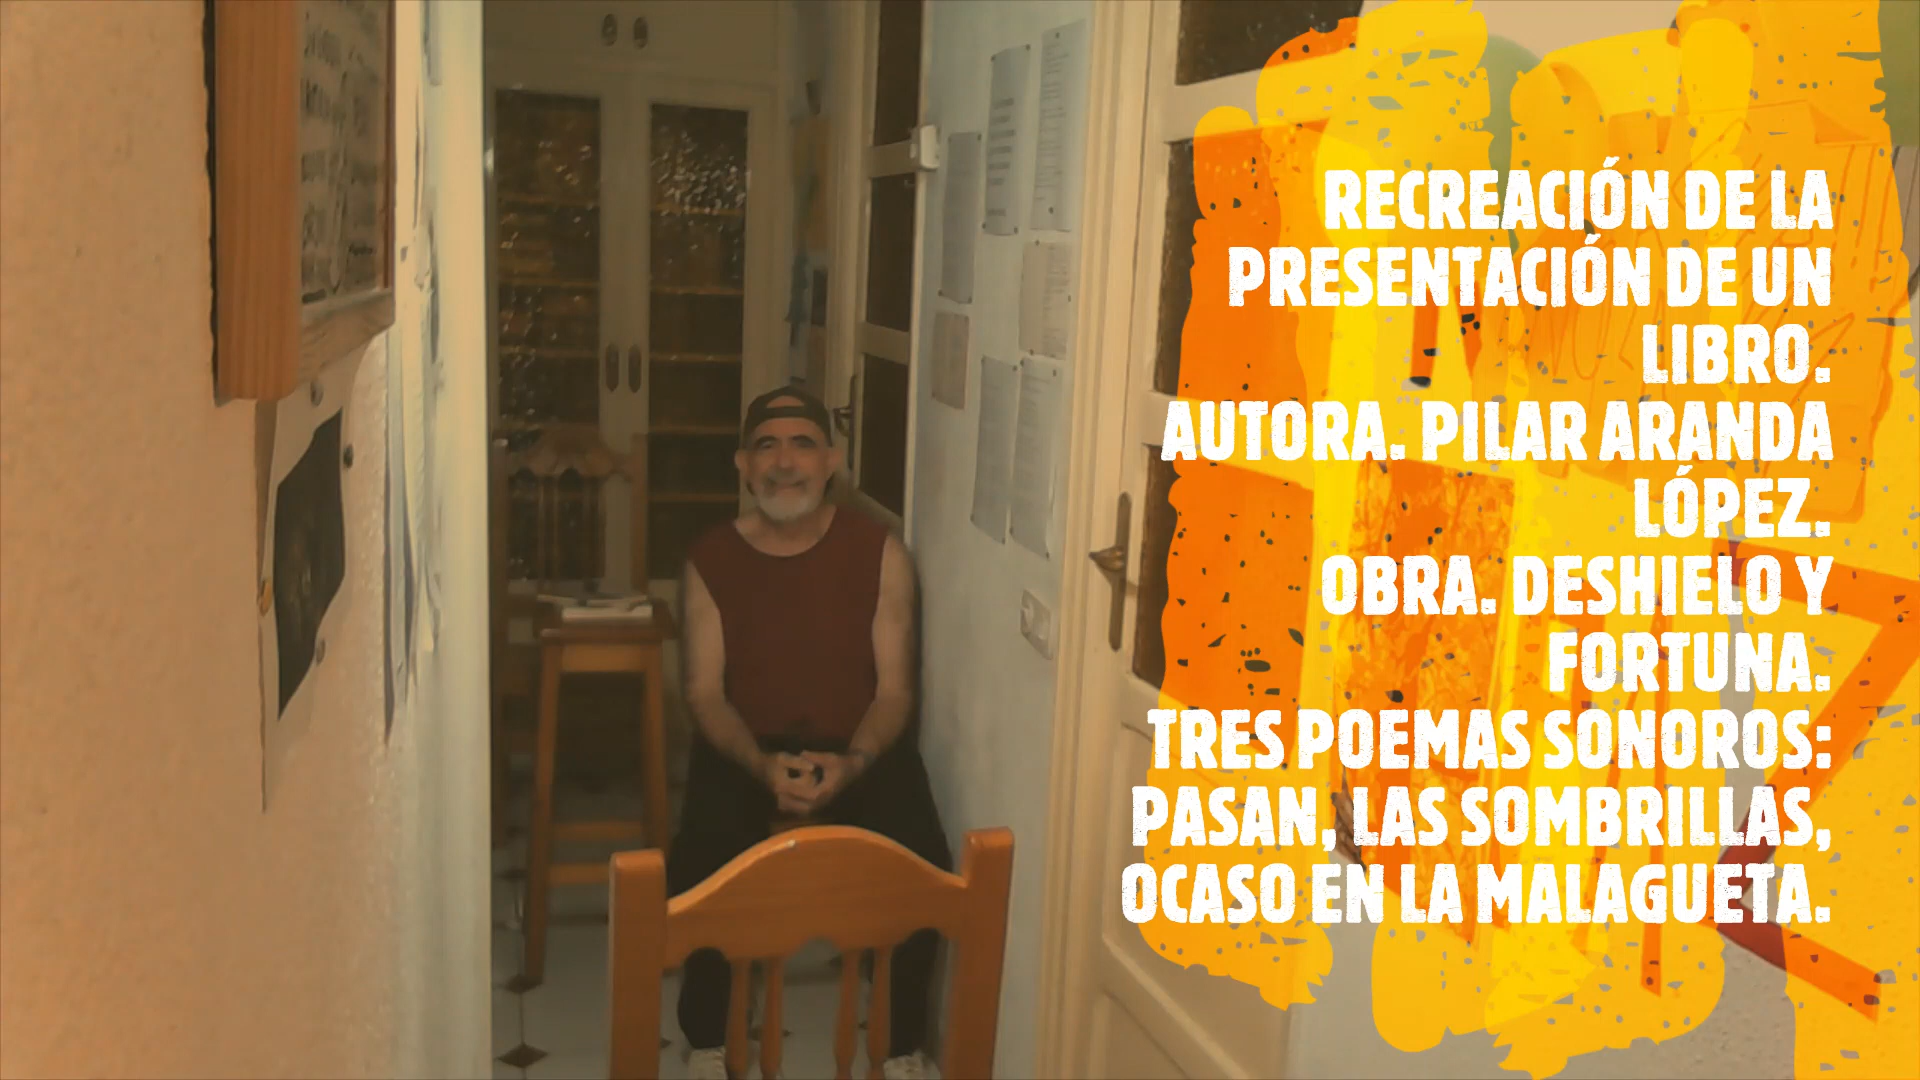 RECREACIÓN DE LA
PRESENTACIÓN DE UN
LIBRO.
AUTORA. PILAR ARANDA
LÓPEZ.
OBRA. DESHIELO Y
FORTUNA.
TRES POEMAS SONOROS:
PASAN, LAS SOMBRILLAS,
OCASO EN LA MALAGUETA.